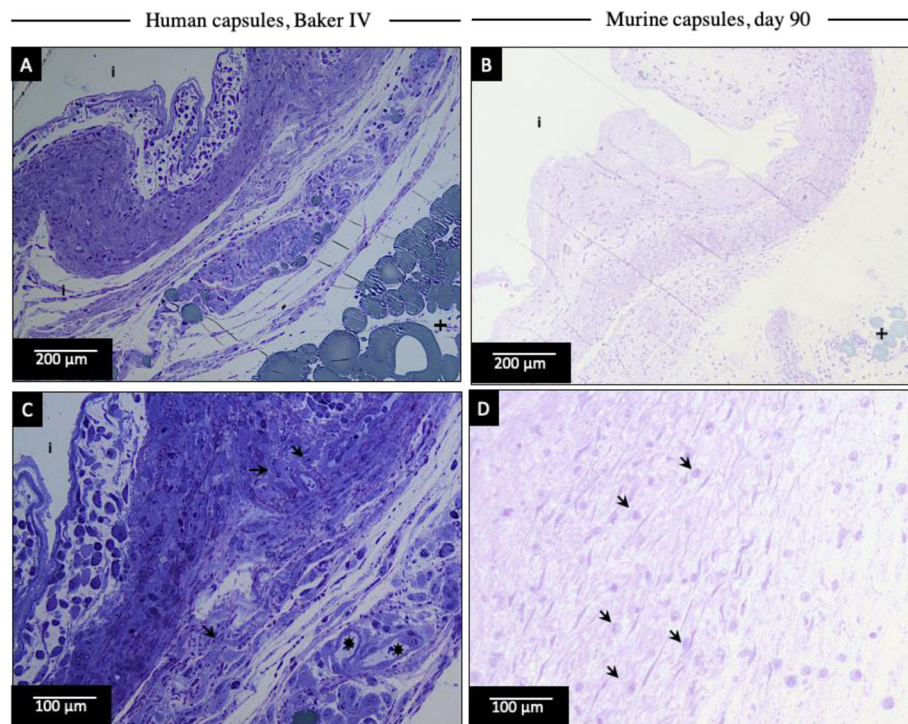 Human capsules, Baker IV
Murine capsules, day 90
A
i
i
+
200 µm
B
i
+
200 µm
C
i
100 µm
D
100 µm